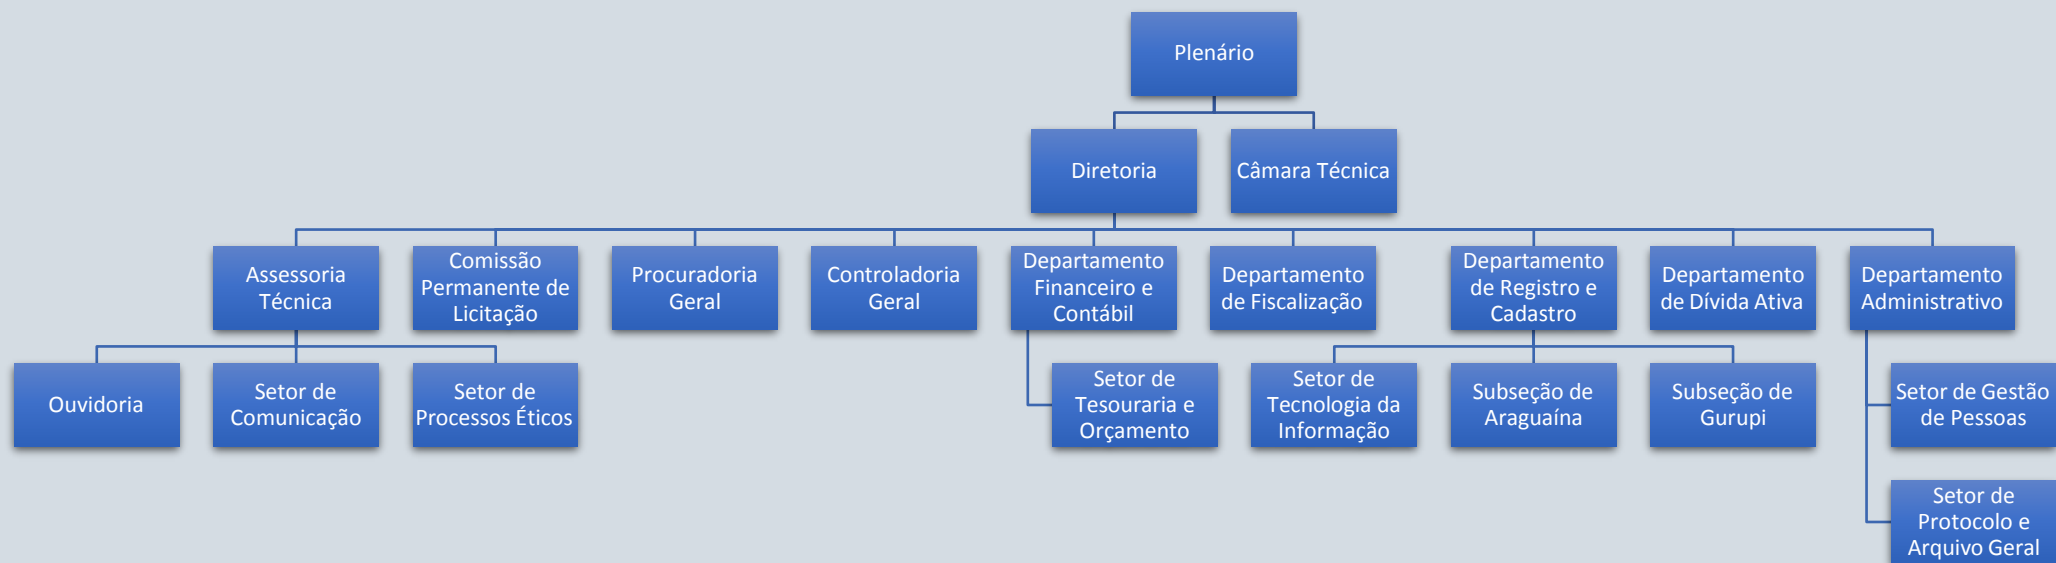 Plenário
Diretoria
Câmara Técnica
Assessoria
Técnica
Comissão
Permanente de
Licitação
Procuradoria
Geral
Controladoria
Geral
Departamento
Financeiro e
Contábil
Departamento
de Fiscalização
Departamento
de Registro e
Cadastro
Departamento
de Dívida Ativa
Departamento
Administrativo
Ouvidoria
Setor de
Comunicação
Setor de
Processos Éticos
Setor de
Tesouraria e
Orçamento
Setor de
Tecnologia da
Informação
Subseção de
Araguaína
Subseção de
Gurupi
Setor de Gestão
de Pessoas
Setor de
Protocolo e
Arquivo Geral